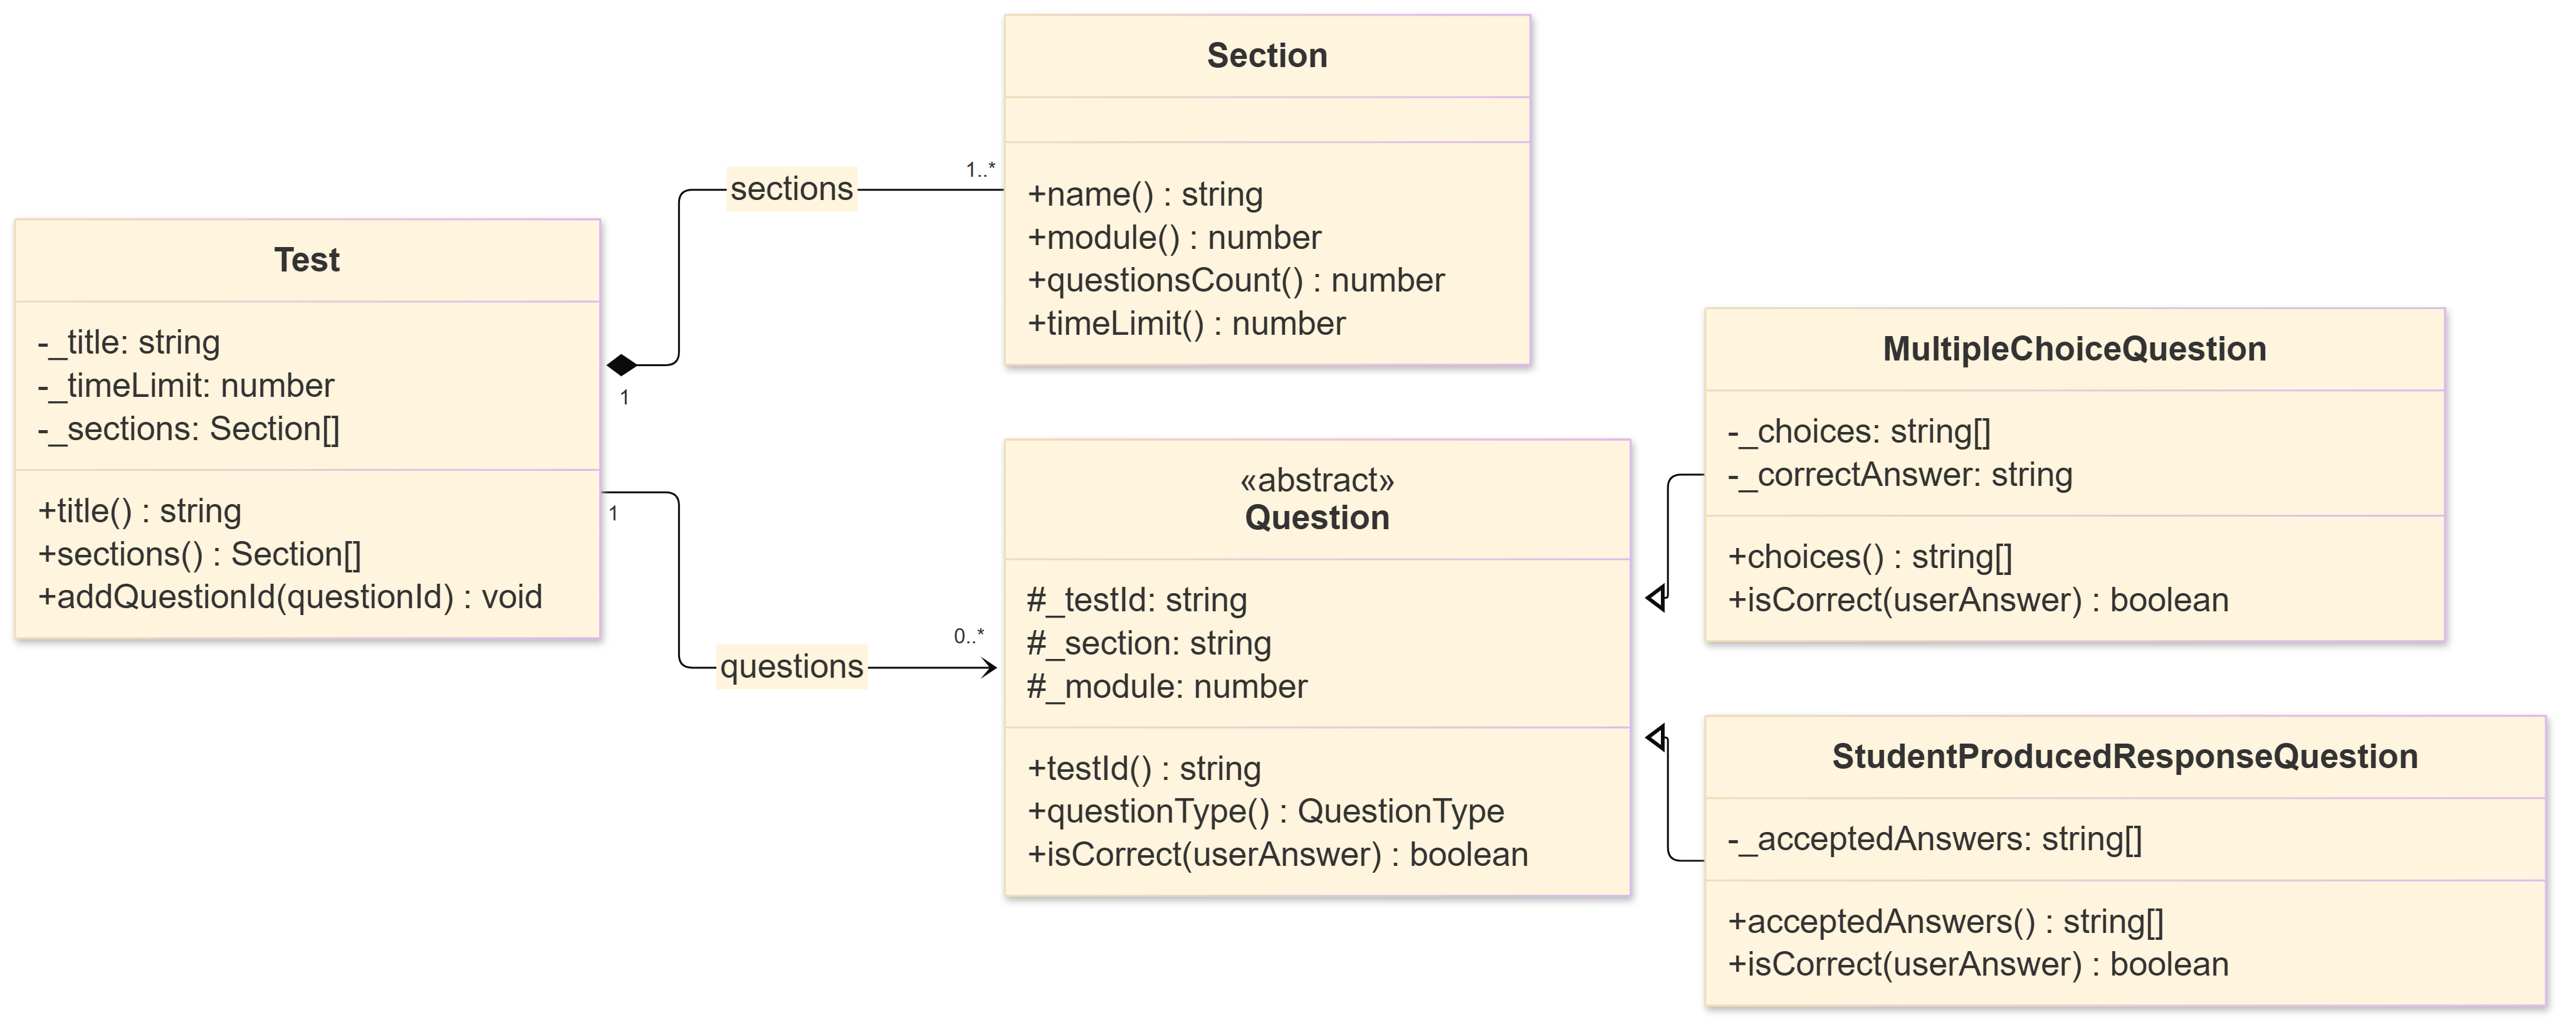 Section
+name() : string
+module() : number
+questionsCount() : number
+timeLimit() : number
sections
1..*
1
Test
-_title: string
-_timeLimit: number
-_sections: Section[]
+title() : string
+sections() : Section[]
+addQuestionId(questionId) : void
1
questions
0..*
«abstract»
Question
#_testId: string
#_section: string
#_module: number
+testId() : string
+questionType() : QuestionType
+isCorrect(userAnswer) : boolean
MultipleChoiceQuestion
-_choices: string[]
-_correctAnswer: string
+choices() : string[]
+isCorrect(userAnswer) : boolean
StudentProducedResponseQuestion
-_acceptedAnswers: string[]
+acceptedAnswers() : string[]
+isCorrect(userAnswer) : boolean